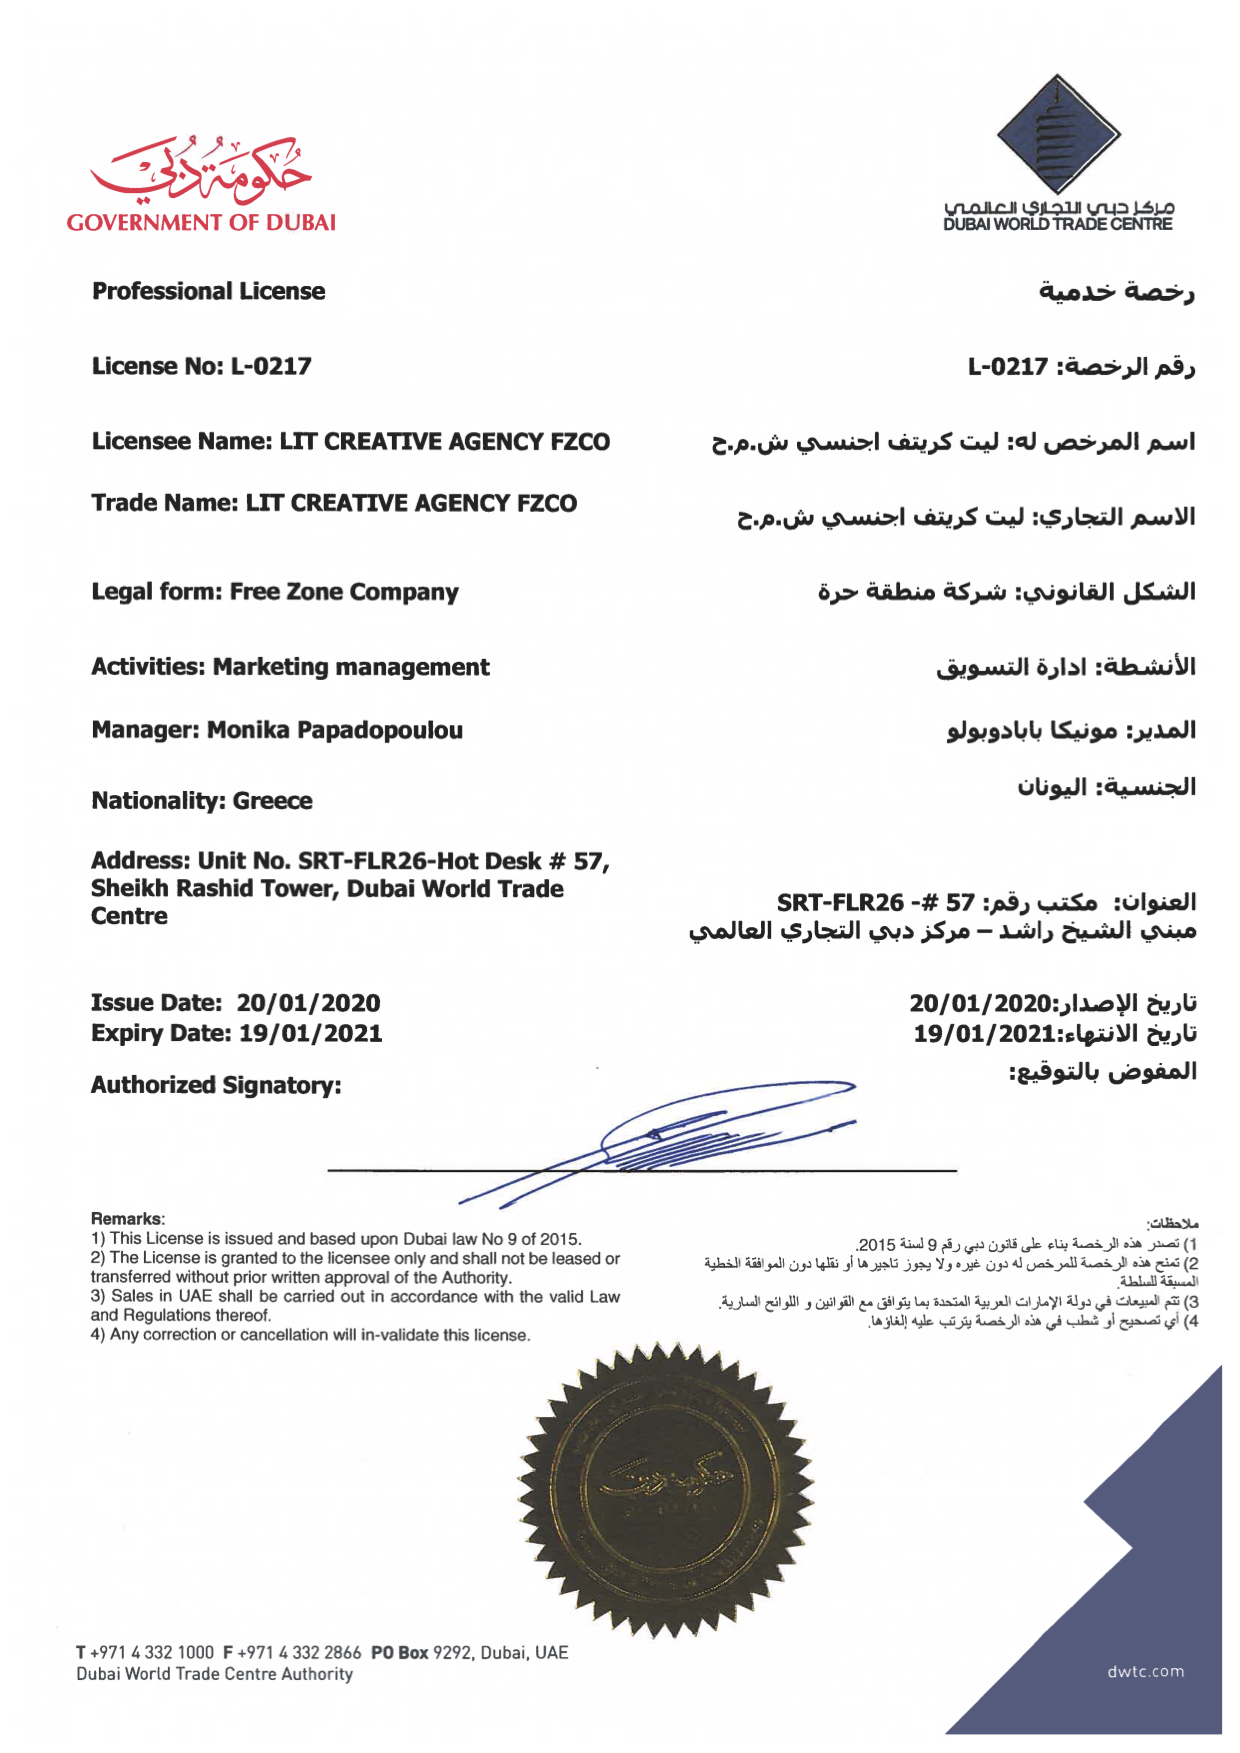 حكومة دبي
GOVERNMENT OF DUBAI
مركز دبي التجاري العالمي
DUBAI WORLD TRADE CENTRE
Professional License
رخصة خدمية
License No: L-0217
رقم الرخصة: L-0217
Licensee Name: LIT CREATIVE AGENCY FZCO
اسم المرخص له: ليت كريتف اجنسي ش.م.ح
Trade Name: LIT CREATIVE AGENCY FZCO
الاسم التجاري: ليت كريتف اجنسي ش.م.ح
Legal form: Free Zone Company
الشكل القانوني: شركة منطقة حرة
Activities: Marketing management
الأنشطة: ادارة التسويق
Manager: Monika Papadopoulou
المدير: مونيكا بابادوبولو
Nationality: Greece
الجنسية: اليونان
Address: Unit No. SRT-FLR26-Hot Desk # 57,
Sheikh Rashid Tower, Dubai World Trade
Centre
العنوان: مكتب رقم: 57 #- SRT-FLR26
مبني الشيخ راشد – مركز دبي التجاري العالمي
Issue Date: 20/01/2020
Expiry Date: 19/01/2021
تاريخ الإصدار:20/01/2020
تاريخ الانتهاء:19/01/2021
Authorized Signatory:
المفوض بالتوقيع:
Remarks:
1) This License is issued and based upon Dubai law No 9 of 2015.
2) The License is granted to the licensee only and shall not be leased or
transferred without prior written approval of the Authority.
3) Sales in UAE shall be carried out in accordance with the valid Law
and Regulations thereof.
4) Any correction or cancellation will in-validate this license.
ملاحظات:
1) تصدر هذه الرخصة بناء على قانون دبي رقم 9 لسنة 2015.
2) تمنح هذه الرخصة للمرخص له دون غيره ولا يجوز تاجيرها أو نقلها دون الموافقة الخطية
المسبقة للسلطة.
3) تتم المبيعات في دولة الإمارات العربية المتحدة بما يتوافق مع القوانين و اللوائح السارية.
4) أي تصحيح أو شطب في هذه الرخصة يترتب عليه إلغاؤها.
حكومة دبي
T +971 4 332 1000 F +971 4 332 2866 PO Box 9292, Dubai, UAE
Dubai World Trade Centre Authority
dwtc.com